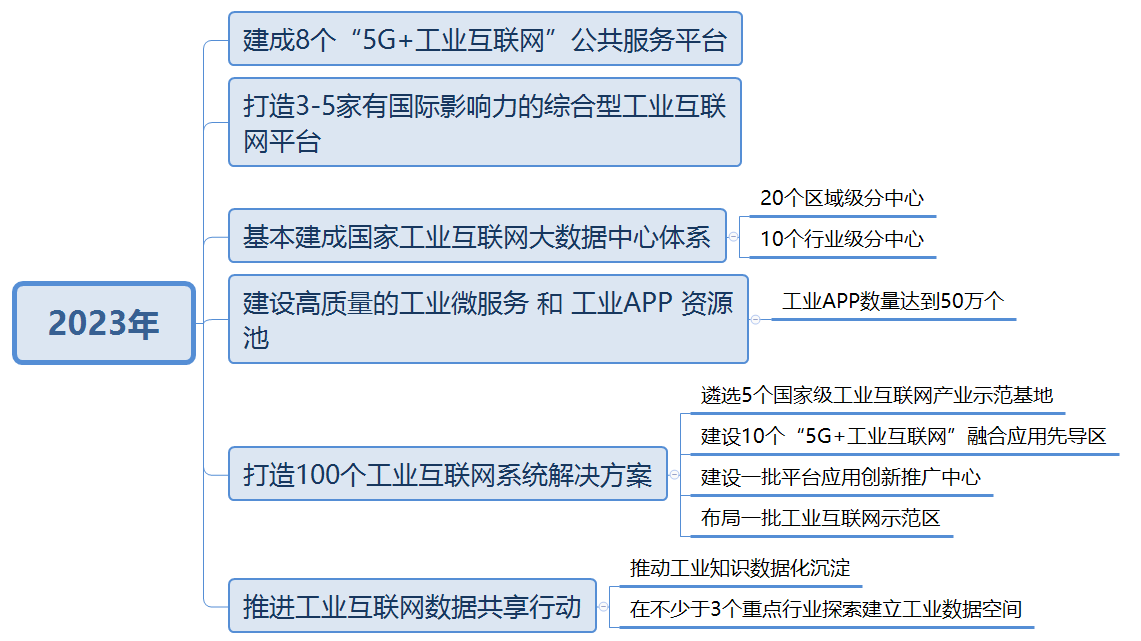 建成8个“5G+工业互联网”公共服务平台
打造3-5家有国际影响力的综合型工业互联
网平台
20个区域级分中心
基本建成国家工业互联网大数据中心体系
10个行业级分中心
2023年
建设高质量的工业微服务 和 工业APP 资源
池
工业APP数量达到50万个
遴选5个国家级工业互联网产业示范基地
建设10个“5G+工业互联网”融合应用先导区
打造100个工业互联网系统解决方案
建设一批平台应用创新推广中心
布局一批工业互联网示范区
推动工业知识数据化沉淀
推进工业互联网数据共享行动
在不少于3个重点行业探索建立工业数据空间